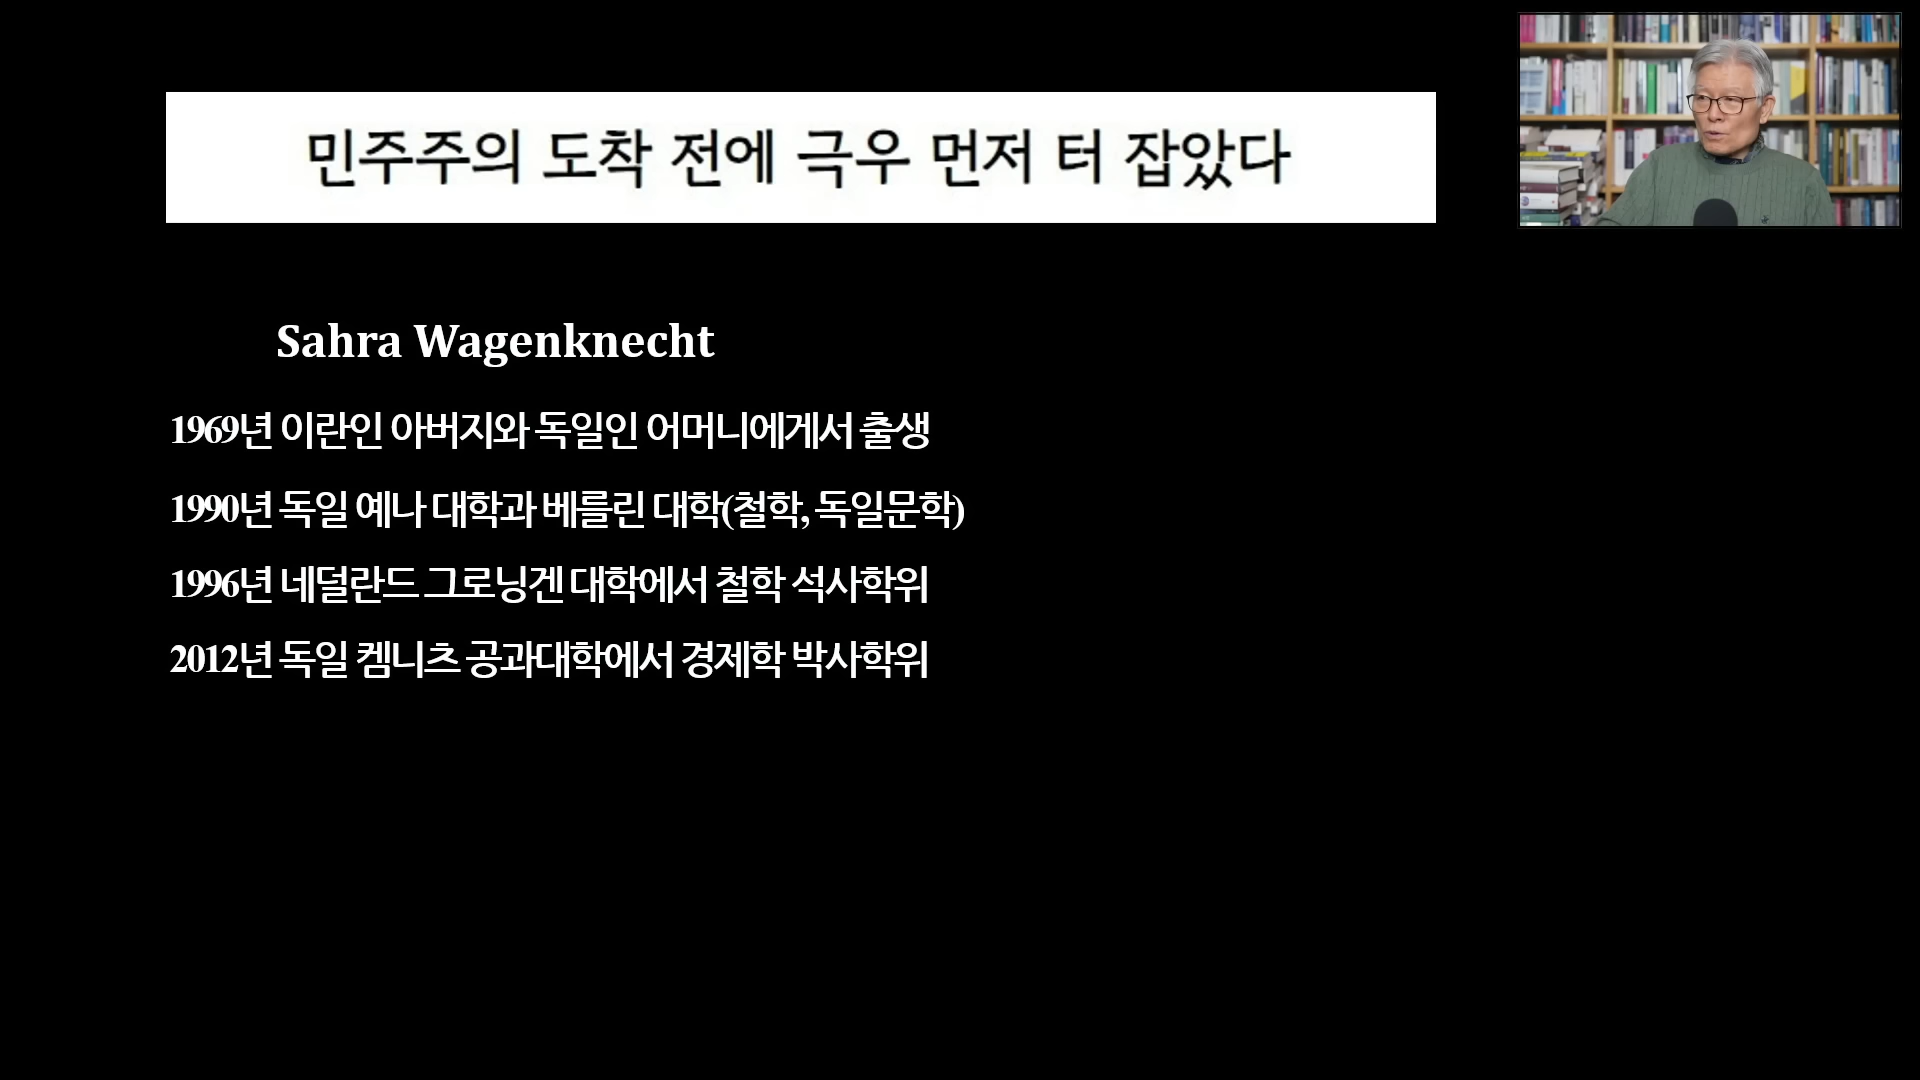 민주주의 도착 전에 극우 먼저 터 잡았다
Sahra Wagenknecht
1969년 이란인 아버지와 독일인 어머니에게서 출생
1990년 독일 예나 대학과 베를린 대학(철학, 독일문학)
1996년 네덜란드 그로닝겐 대학에서 철학 석사학위
2012년 독일 켐니츠 공과대학에서 경제학 박사학위